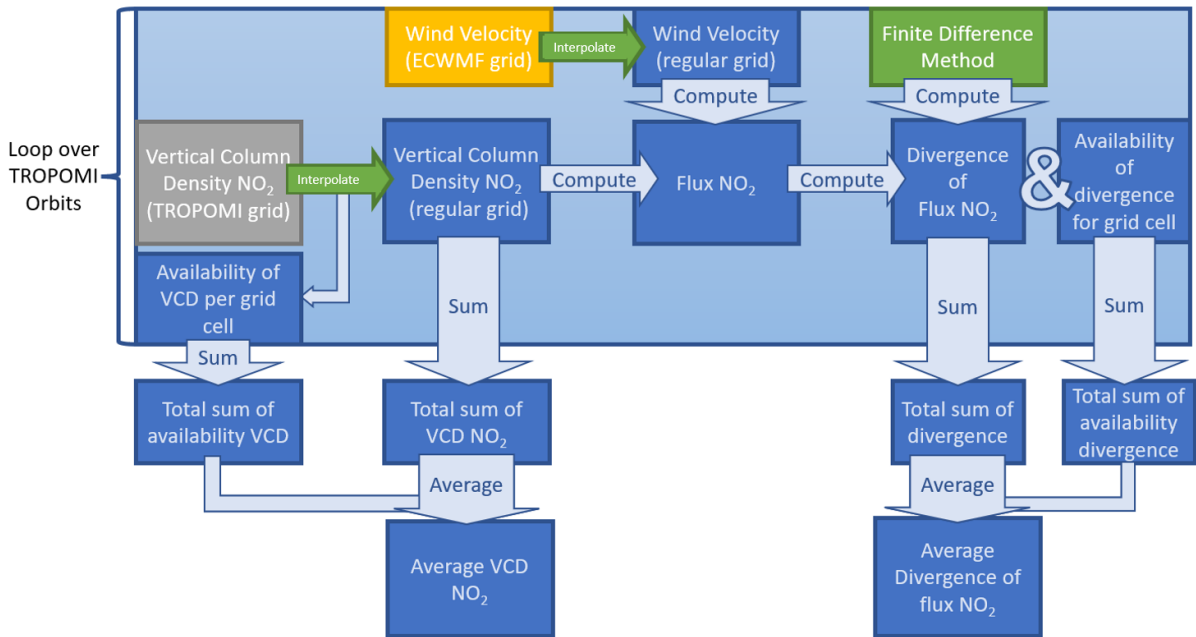 Wind Velocity
(ECWMF grid)
Interpolate
Wind Velocity
(regular grid)
Finite Difference
Method
Compute
Compute
Loop over
TROPOMI
Orbits
Vertical Column
Density NO₂
(TROPOMI grid)
Interpolate
Vertical Column
Density NO₂
(regular grid)
Compute
Flux NO₂
Compute
Divergence
of
Flux NO₂
&
Availability
of
divergence
for grid cell
Availability of
VCD per grid
cell
Sum
Sum
Sum
Sum
Total sum of
availability VCD
Total sum of
VCD NO₂
Total sum of
divergence
Total sum of
availability
divergence
Average
Average
Average VCD
NO₂
Average
Divergence of
flux NO₂